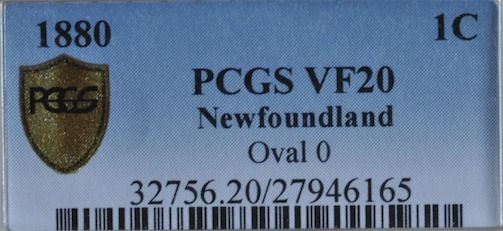 1880 1C
PCGS PCGS VF20
Newfoundland
Oval 0
32756.20/27946165